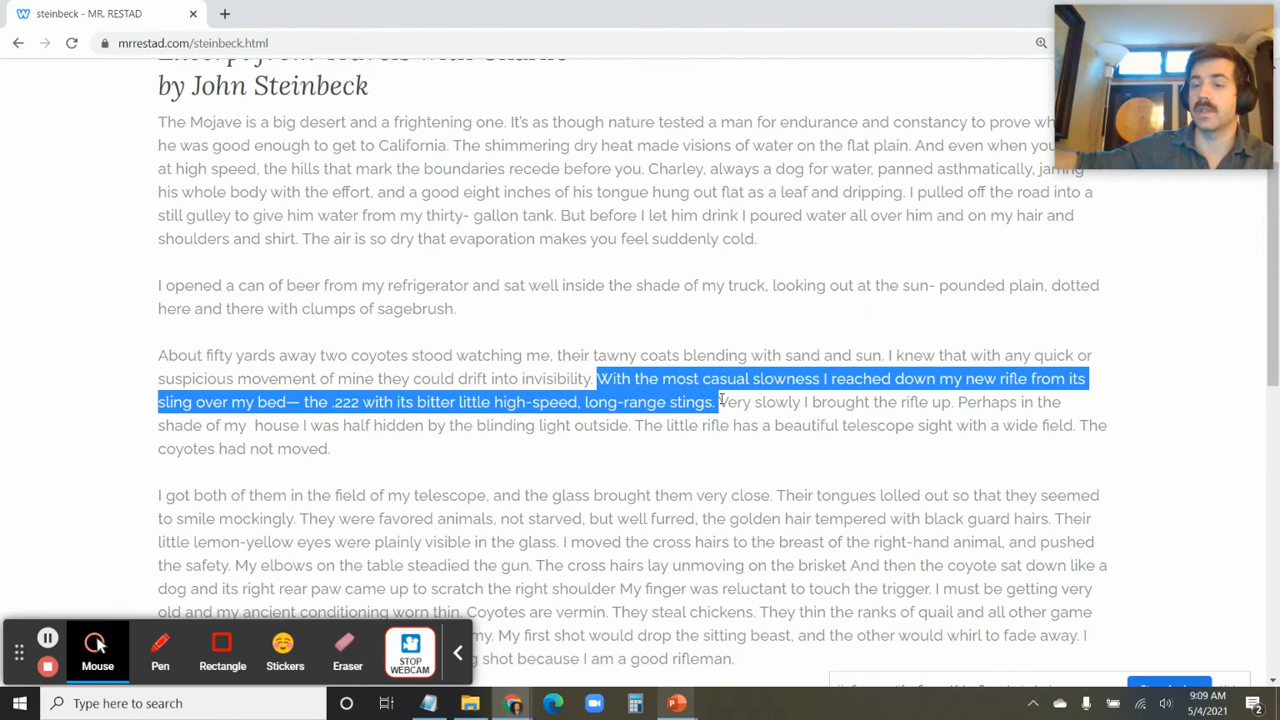 steinbeck - MR. RESTAD
mrrestad.com/steinbeck.html
by John Steinbeck
The Mojave is a big desert and a frightening one. It's as though nature tested a man for endurance and constancy to prove
he was good enough to get to California. The shimmering dry heat made visions of water on the flat plain. And even when you
at high speed, the hills that mark the boundaries recede before you. Charley, always a dog for water, panned asthmatically, jarring
his whole body with the effort, and a good eight inches of his tongue hung out flat as a leaf and dripping. I pulled off the road into a
still gulley to give him water from my thirty- gallon tank. But before I let him drink I poured water all over him and on my hair and
shoulders and shirt. The air is so dry that evaporation makes you feel suddenly cold.
I opened a can of beer from my refrigerator and sat well inside the shade of my truck, looking out at the sun- pounded plain, dotted
here and there with clumps of sagebrush.
About fifty yards away two coyotes stood watching me, their tawny coats blending with sand and sun. I knew that with any quick or
suspicious movement of mine they could drift into invisibility. With the most casual slowness I reached down my new rifle from its
sling over my bed— the .222 with its bitter little high-speed, long-range stings. Very slowly I brought the rifle up. Perhaps in the
shade of my house I was half hidden by the blinding light outside. The little rifle has a beautiful telescope sight with a wide field. The
coyotes had not moved.
I got both of them in the field of my telescope, and the glass brought them very close. Their tongues lolled out so that they seemed
to smile mockingly. They were favored animals, not starved, but well furred, the golden hair tempered with black guard hairs. Their
little lemon-yellow eyes were plainly visible in the glass. I moved the cross hairs to the breast of the right-hand animal, and pushed
the safety. My elbows on the table steadied the gun. The cross hairs lay unmoving on the brisket And then the coyote sat down like a
dog and its right rear paw came up to scratch the right shoulder My finger was reluctant to touch the trigger. I must be getting very
old and my ancient conditioning worn thin. Coyotes are vermin. They steal chickens. They thin the ranks of quail and all other game
My first shot would drop the sitting beast, and the other would whirl to fade away. I
shot because I am a good rifleman.
Mouse
Pen
Rectangle
Stickers
Eraser
STOP
WEBCAM
Type here to search
9:09 AM
5/4/2021
2